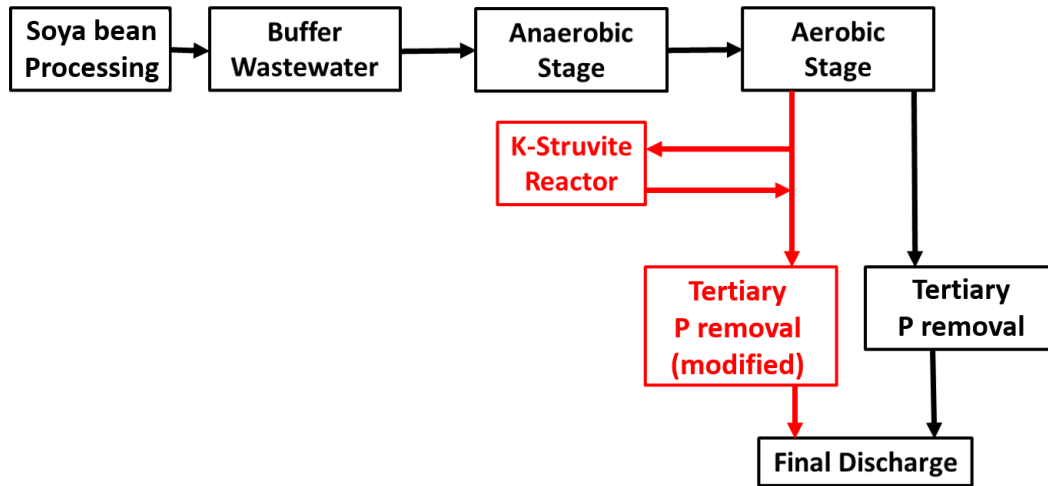 Soya bean
Processing
Buffer
Wastewater
Anaerobic
Stage
Aerobic
Stage
K-Struvite
Reactor
Tertiary
P removal
(modified)
Tertiary
P removal
Final Discharge